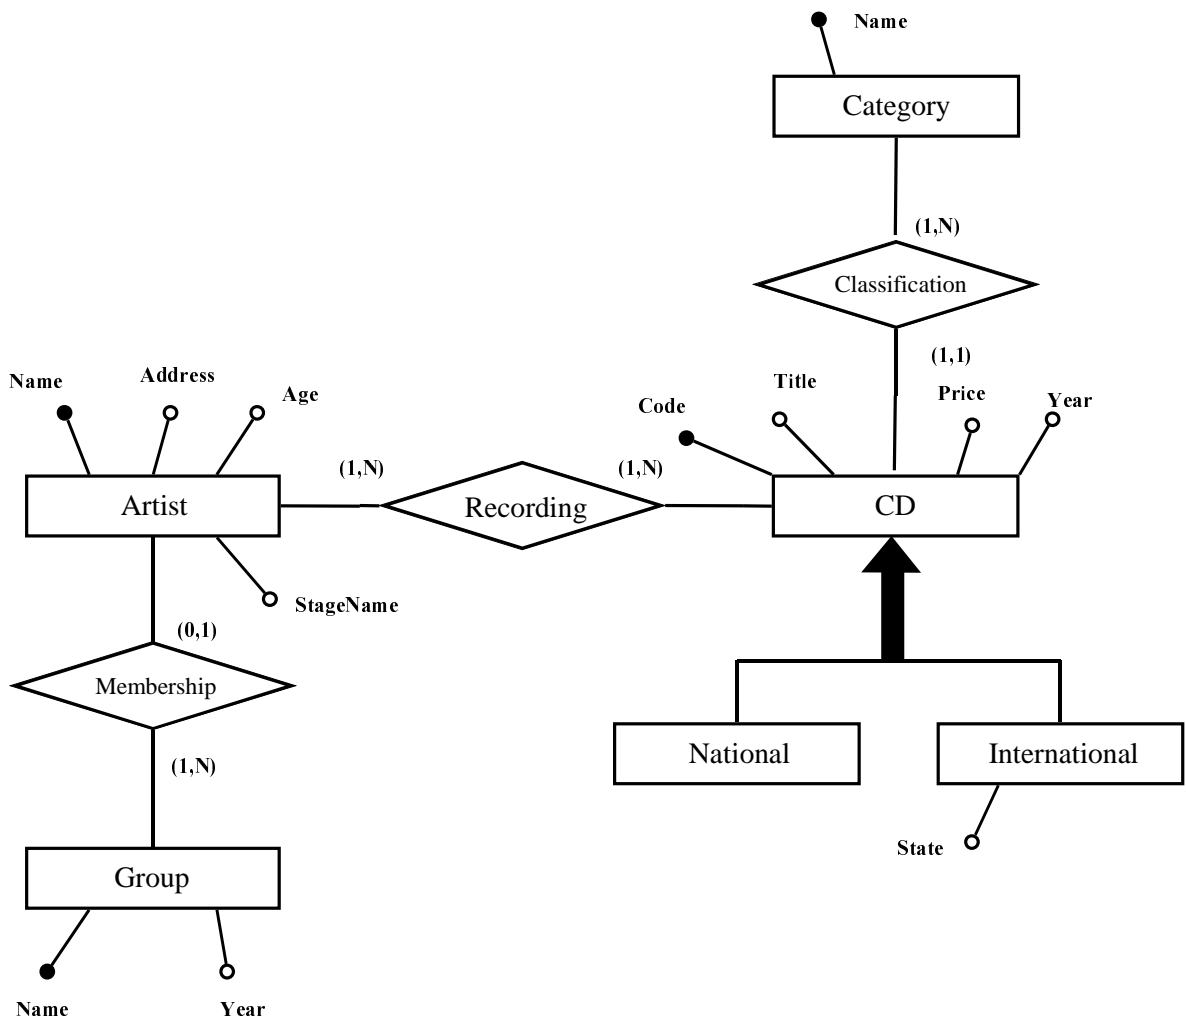 Name
Category
(1,N)
Classification
(1,1)
Name
Address
Age
Code
Title
Price
Year
(1,N)
(1,N)
Artist
Recording
CD
StageName
(0,1)
Membership
(1,N)
National
International
State
Group
Name
Year